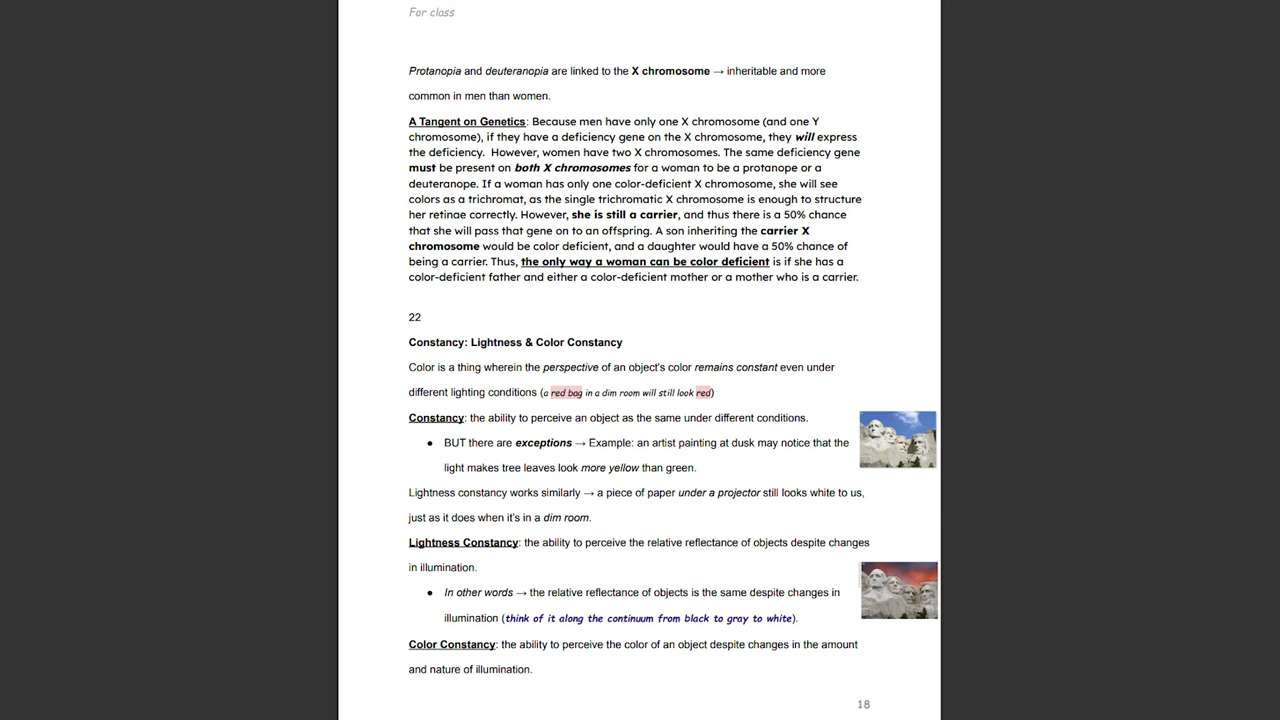 For class
Protanopia and deuteranopia are linked to the X chromosome → inheritable and more
common in men than women.
A Tangent on Genetics: Because men have only one X chromosome (and one Y
chromosome), if they have a deficiency gene on the X chromosome, they will express
the deficiency. However, women have two X chromosomes. The same deficiency gene
must be present on both X chromosomes for a woman to be a protanope or a
deuteranope. If a woman has only one color-deficient X chromosome, she will see
colors as a trichromat, as the single trichromatic X chromosome is enough to structure
her retinae correctly. However, she is still a carrier, and thus there is a 50% chance
that she will pass that gene on to an offspring. A son inheriting the carrier X
chromosome would be color deficient, and a daughter would have a 50% chance of
being a carrier. Thus, the only way a woman can be color deficient is if she has a
color-deficient father and either a color-deficient mother or a mother who is a carrier.
22
Constancy: Lightness & Color Constancy
Color is a thing wherein the perspective of an object's color remains constant even under
different lighting conditions (a red bag in a dim room will still look red)
Constancy: the ability to perceive an object as the same under different conditions.
● BUT there are exceptions → Example: an artist painting at dusk may notice that the
light makes tree leaves look more yellow than green.
Lightness constancy works similarly → a piece of paper under a projector still looks white to us,
just as it does when it's in a dim room.
Lightness Constancy: the ability to perceive the relative reflectance of objects despite changes
in illumination.
● In other words → the relative reflectance of objects is the same despite changes in
illumination (think of it along the continuum from black to gray to white).
Color Constancy: the ability to perceive the color of an object despite changes in the amount
and nature of illumination.
18